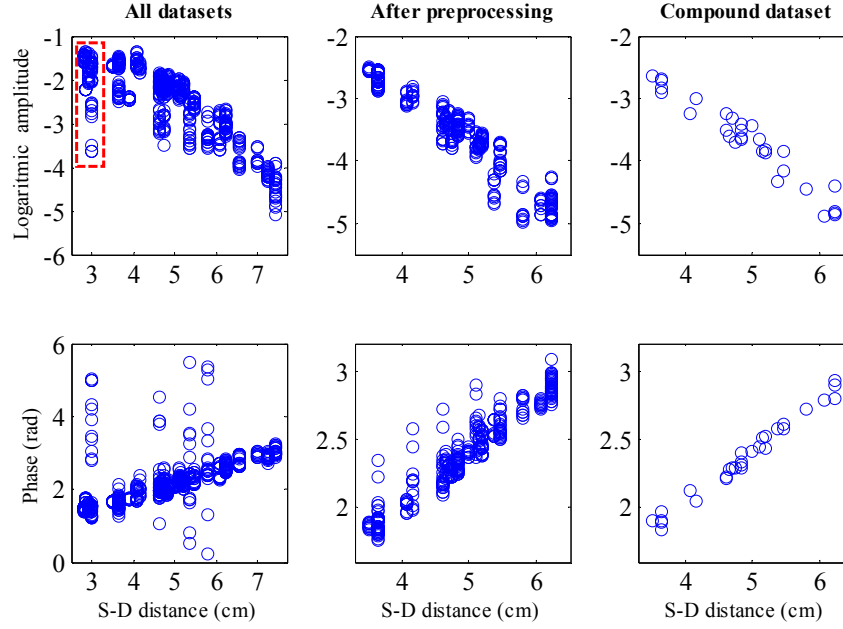 All datasets After preprocessing Compound dataset
-1
-2
-3
-4
-5
-6
Logaritmic amplitude
3 4 5 6 7
-2
-3
-4
-5
4 5 6
-2
-3
-4
-5
4 5 6
6
4
2
0
Phase (rad)
3 4 5 6 7
S-D distance (cm)
3
2.5
2
4 5 6
S-D distance (cm)
3
2.5
2
4 5 6
S-D distance (cm)